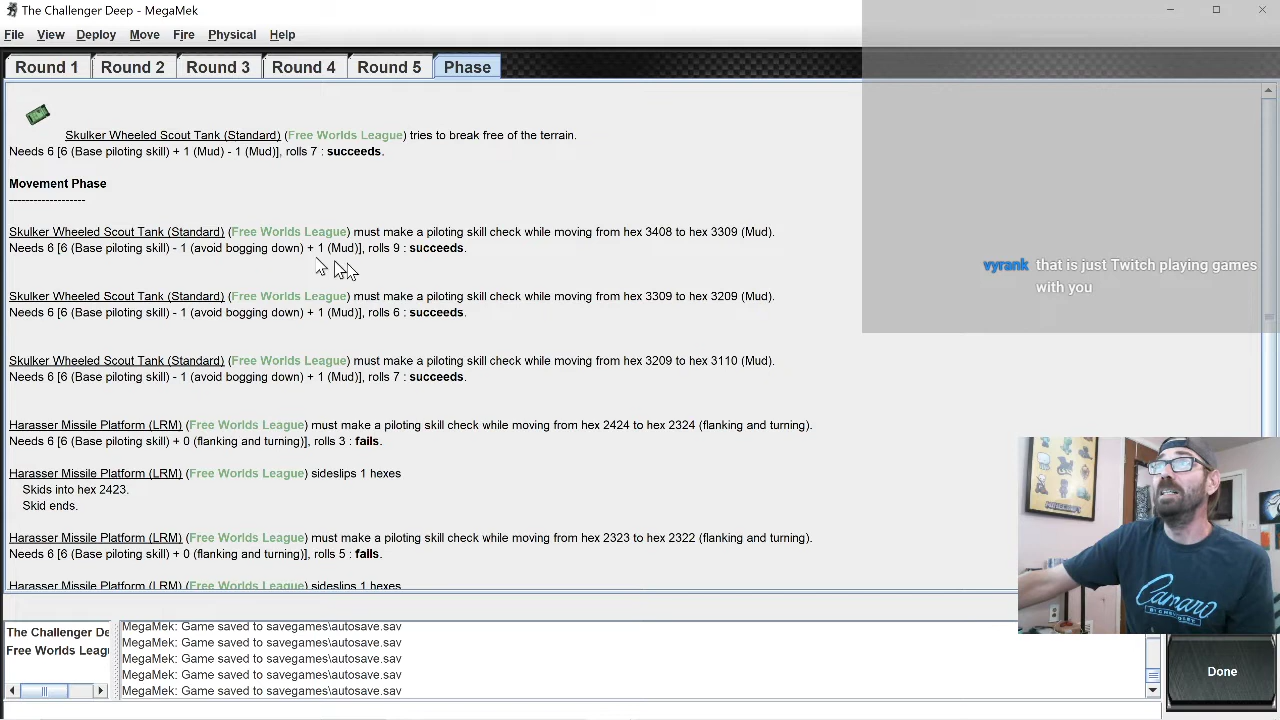 The Challenger Deep - MegaMek
File View Deploy Move Fire Physical Help
Round 1 Round 2 Round 3 Round 4 Round 5 Phase
Skulker Wheeled Scout Tank (Standard) (Free Worlds League) tries to break free of the terrain.
Needs 6 [6 (Base piloting skill) + 1 (Mud) - 1 (Mud)], rolls 7 : succeeds.
Movement Phase
-------------------
Skulker Wheeled Scout Tank (Standard) (Free Worlds League) must make a piloting skill check while moving from hex 3408 to hex 3309 (Mud).
Needs 6 [6 (Base piloting skill) - 1 (avoid bogging down) + 1 (Mud)], rolls 9 : succeeds.
vyrank that is just Twitch playing games
with you
Skulker Wheeled Scout Tank (Standard) (Free Worlds League) must make a piloting skill check while moving from hex 3309 to hex 3209 (Mud).
Needs 6 [6 (Base piloting skill) - 1 (avoid bogging down) + 1 (Mud)], rolls 6 : succeeds.
Skulker Wheeled Scout Tank (Standard) (Free Worlds League) must make a piloting skill check while moving from hex 3209 to hex 3110 (Mud).
Needs 6 [6 (Base piloting skill) - 1 (avoid bogging down) + 1 (Mud)], rolls 7 : succeeds.
Harasser Missile Platform (LRM) (Free Worlds League) must make a piloting skill check while moving from hex 2424 to hex 2324 (flanking and turning).
Needs 6 [6 (Base piloting skill) + 0 (flanking and turning)], rolls 3 : fails.
Harasser Missile Platform (LRM) (Free Worlds League) sideslips 1 hexes
Skids into hex 2423.
Skid ends.
Harasser Missile Platform (LRM) (Free Worlds League) must make a piloting skill check while moving from hex 2323 to hex 2322 (flanking and turning).
Needs 6 [6 (Base piloting skill) + 0 (flanking and turning)], rolls 5 : fails.
Harasser Missile Platform (LRM) (Free Worlds League) sideslips 1 hexes
The Challenger De
Free Worlds Leagu
MegaMek: Game saved to savegames\autosave.sav
MegaMek: Game saved to savegames\autosave.sav
MegaMek: Game saved to savegames\autosave.sav
MegaMek: Game saved to savegames\autosave.sav
MegaMek: Game saved to savegames\autosave.sav
Done
Camaro
BY CHEVROLET